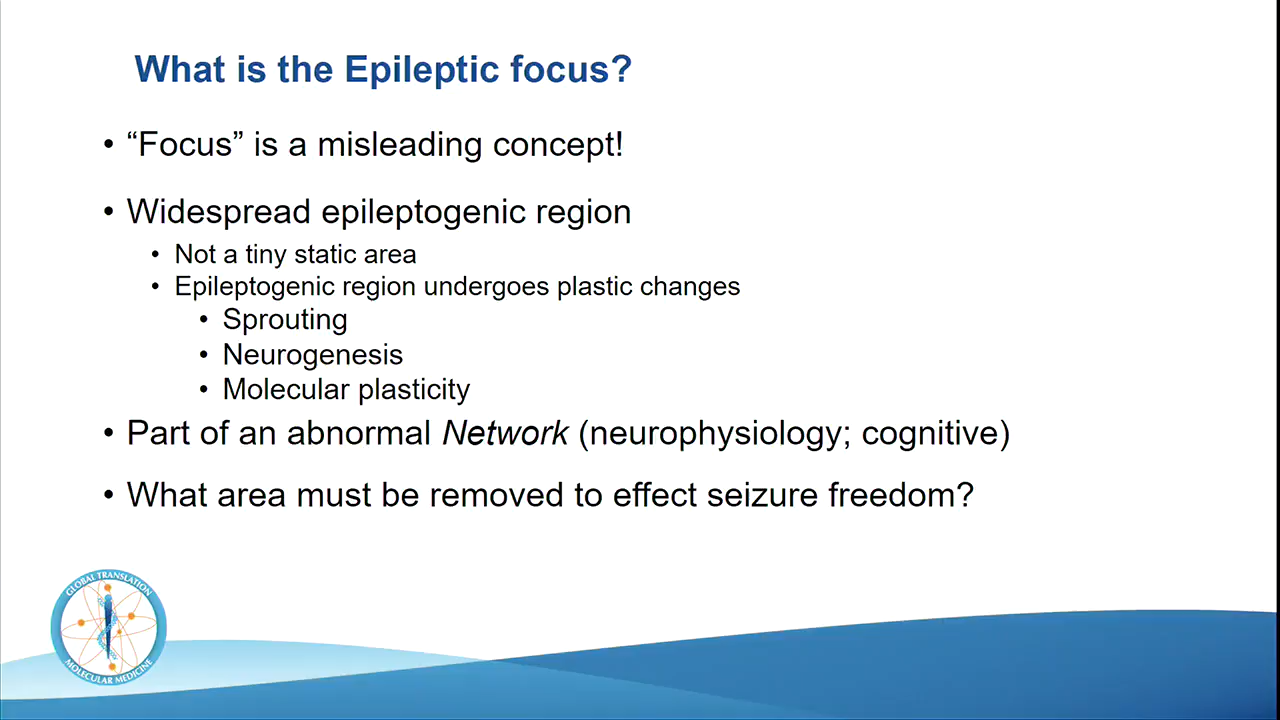 What is the Epileptic focus?
• “Focus” is a misleading concept!
• Widespread epileptogenic region
• Not a tiny static area
• Epileptogenic region undergoes plastic changes
• Sprouting
• Neurogenesis
• Molecular plasticity
• Part of an abnormal Network (neurophysiology; cognitive)
• What area must be removed to effect seizure freedom?
GLOBAL TRANSLATION
MOLECULAR MEDICINE